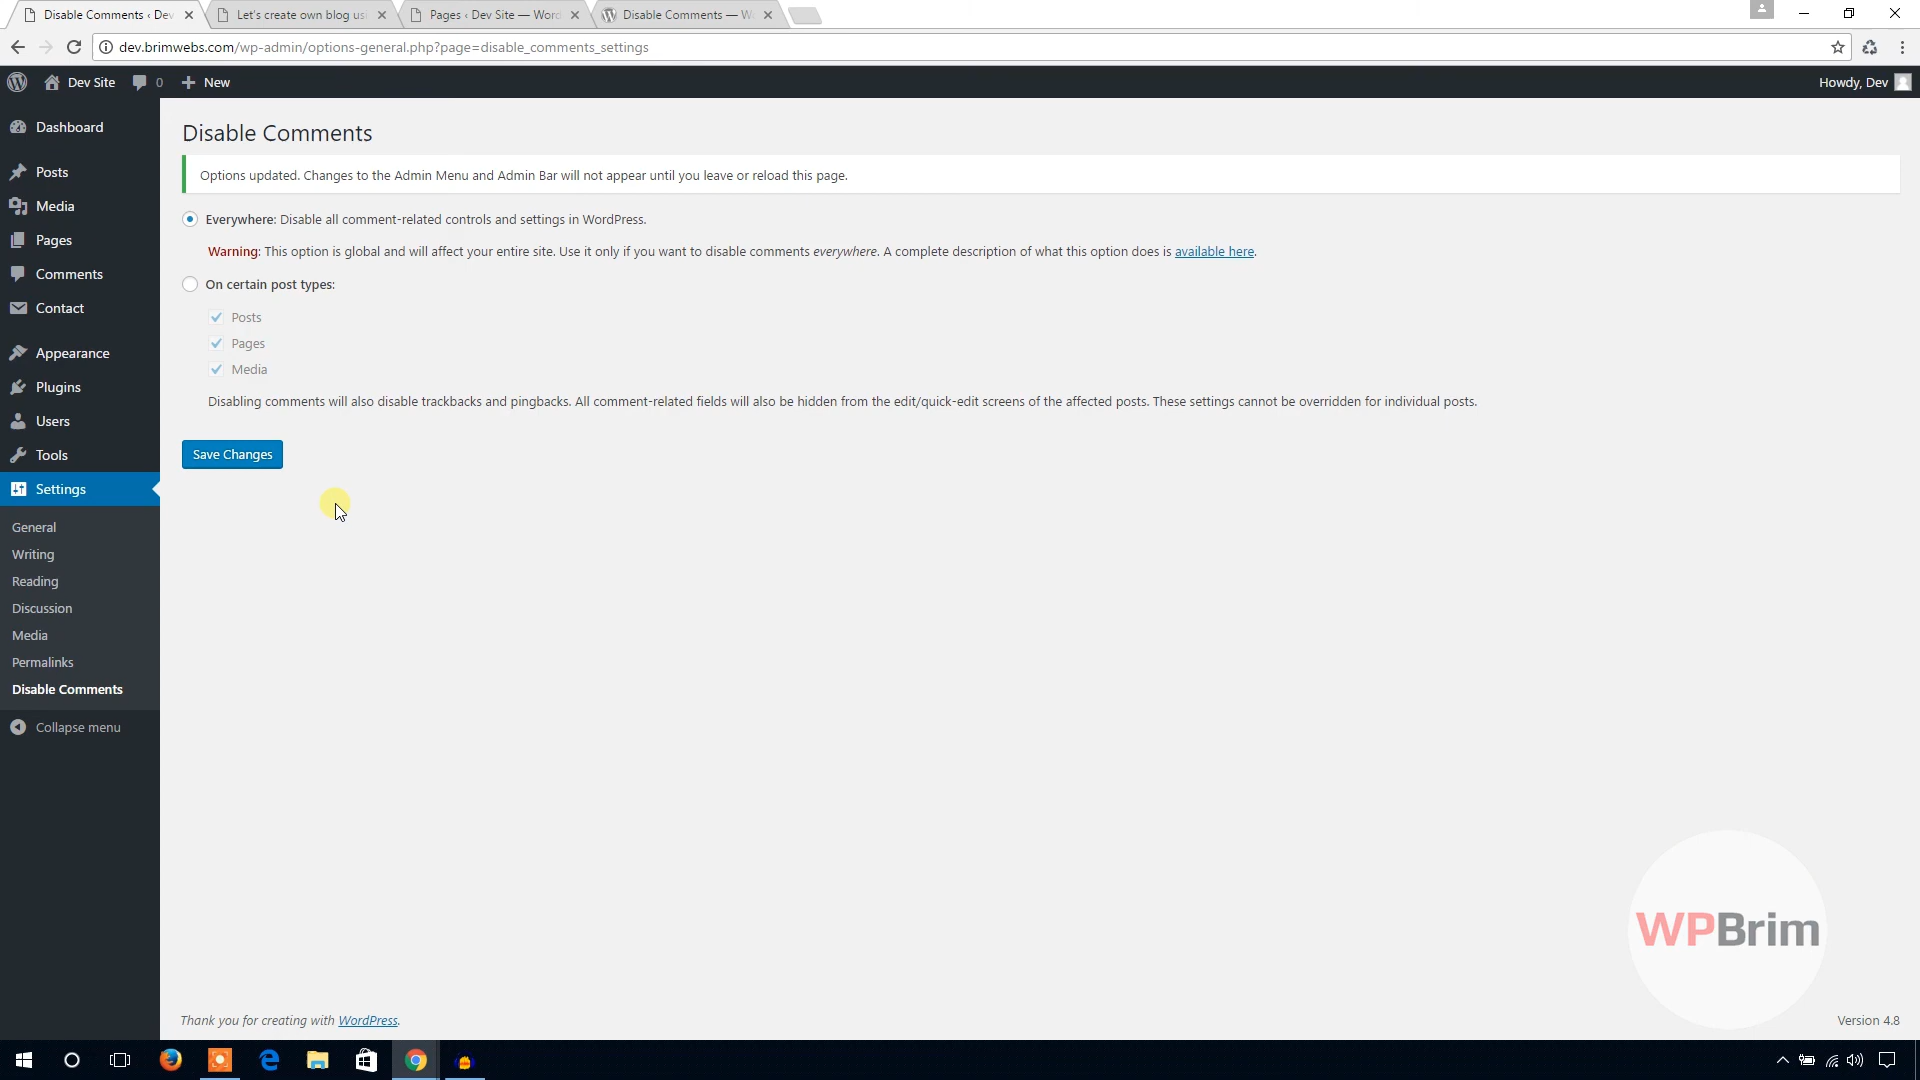 Disable Comments ‹ Dev
Let's create own blog us
Pages ‹ Dev Site — Word
Disable Comments — W
dev.brimwebs.com/wp-admin/options-general.php?page=disable_comments_settings
Dev Site
0
New
Howdy, Dev
Dashboard
Posts
Media
Pages
Comments
Contact
Appearance
Plugins
Users
Tools
Settings
General
Writing
Reading
Discussion
Media
Permalinks
Disable Comments
Collapse menu
Disable Comments
Options updated. Changes to the Admin Menu and Admin Bar will not appear until you leave or reload this page.
Everywhere: Disable all comment-related controls and settings in WordPress.
Warning: This option is global and will affect your entire site. Use it only if you want to disable comments everywhere. A complete description of what this option does is available here.
On certain post types:
Posts
Pages
Media
Disabling comments will also disable trackbacks and pingbacks. All comment-related fields will also be hidden from the edit/quick-edit screens of the affected posts. These settings cannot be overridden for individual posts.
Save Changes
WPBrim
Thank you for creating with WordPress.
Version 4.8